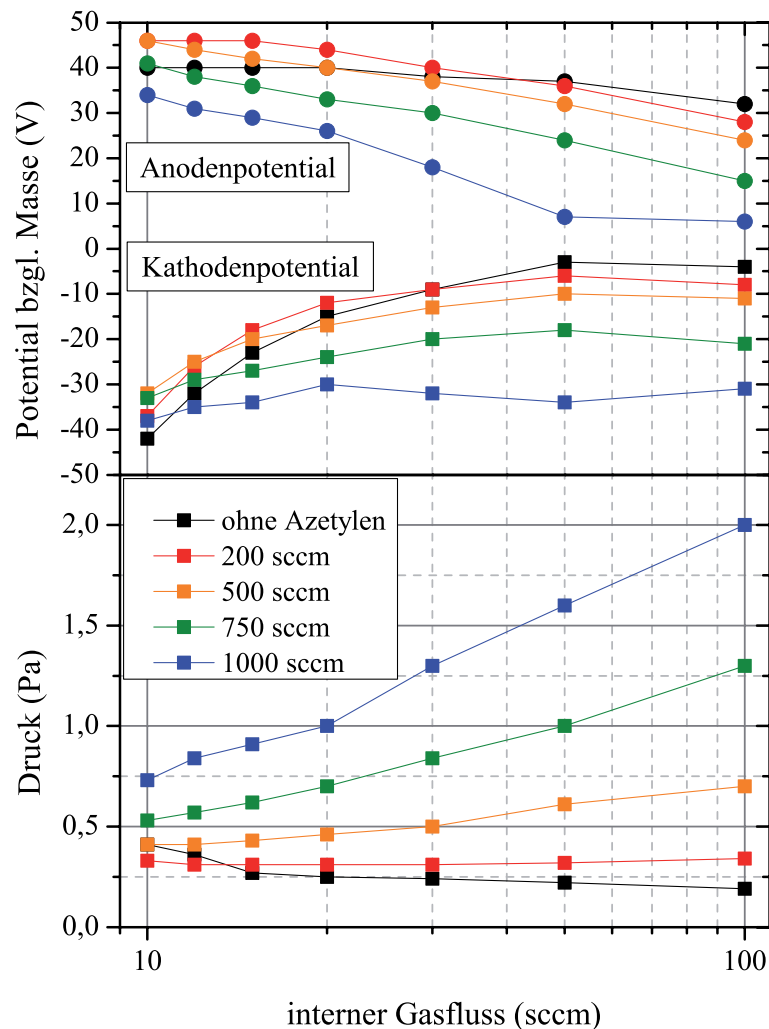 50
40
30
20
10
0
-10
-20
-30
-40
-50
Potential bzgl. Masse (V)
Anodenpotential
Kathodenpotential
ohne Azetylen
200 sccm
500 sccm
750 sccm
1000 sccm
2,0
1,5
1,0
0,5
0,0
Druck (Pa)
10
100
interner Gasfluss (sccm)